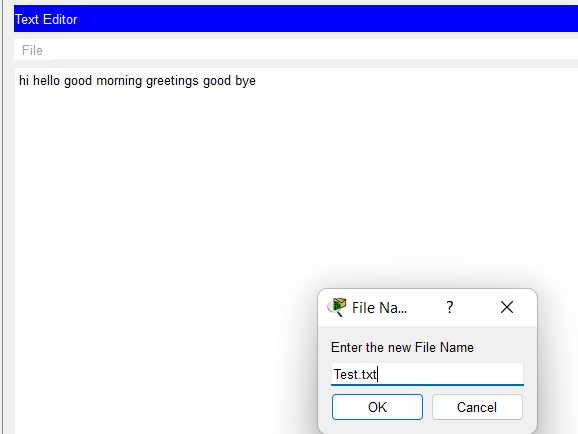 Text Editor
File
hi hello good morning greetings good bye
File Na...
?
Enter the new File Name
Test.txt
OK
Cancel